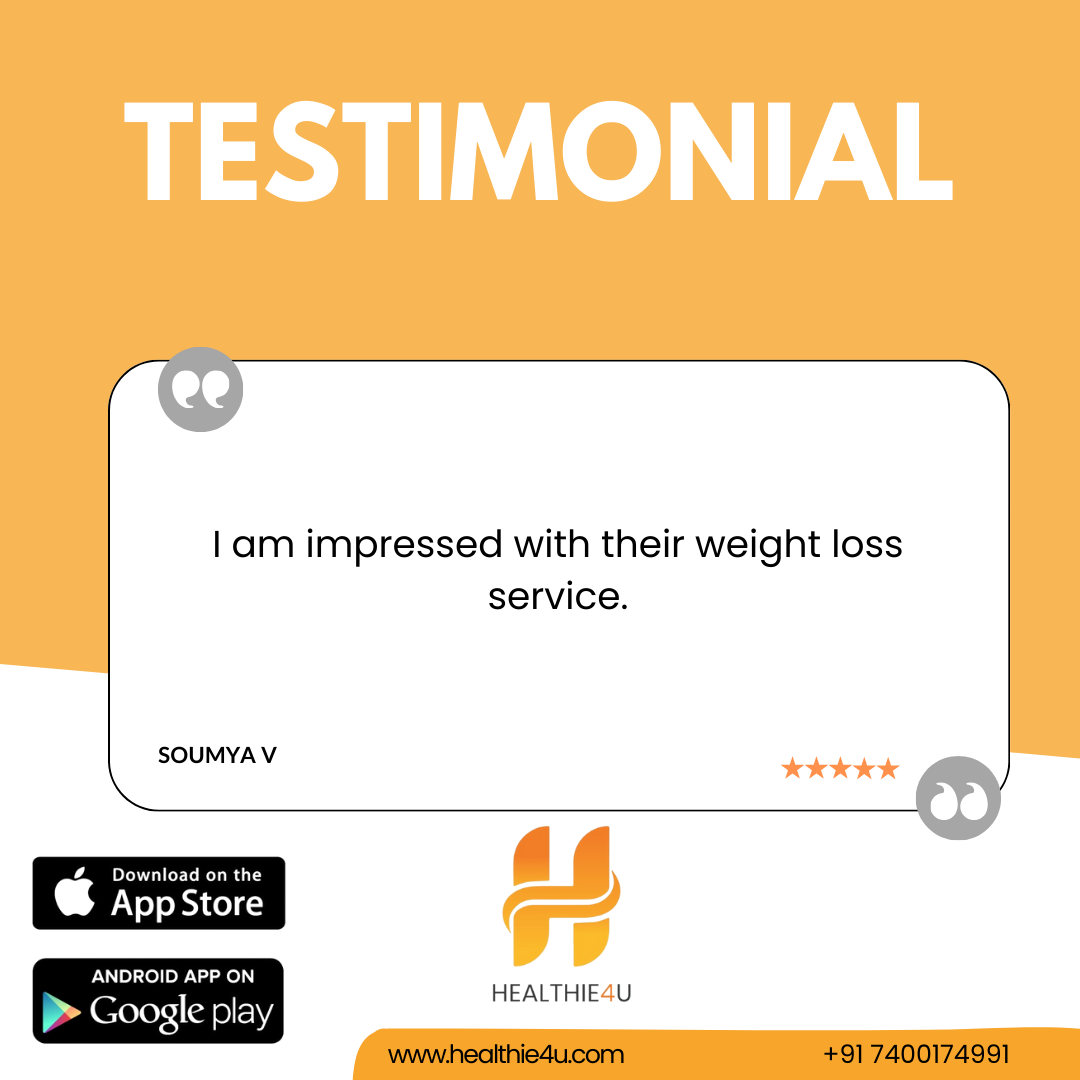 TESTIMONIAL
I am impressed with their weight loss
service.
SOUMYA V
Download on the
App Store
ANDROID APP ON
Google play
HEALTHIE4U
www.healthie4u.com
+91 7400174991